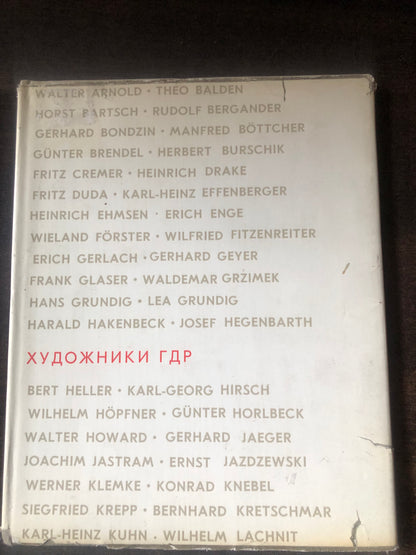 WALTER ARNOLD · THEO BALDEN
HORST BARTSCH · RUDOLF BERGANDER
GERHARD BONDZIN · MANFRED BÖTTCHER
GÜNTER BRENDEL · HERBERT BURSCHIK
FRITZ CREMER · HEINRICH DRAKE
FRITZ DUDA · KARL-HEINZ EFFENBERGER
HEINRICH EHMSEN · ERICH ENGE
WIELAND FÖRSTER · WILFRIED FITZENREITER
ERICH GERLACH · GERHARD GEYER
FRANK GLASER · WALDEMAR GRZIMEK
HANS GRUNDIG · LEA GRUNDIG
HARALD HAKENBECK · JOSEF HEGENBARTH
ХУДОЖНИКИ ГДР
BERT HELLER · KARL-GEORG HIRSCH
WILHELM HÖPFNER · GÜNTER HORLBECK
WALTER HOWARD · GERHARD JAEGER
JOACHIM JASTRAM · ERNST JAZDZEWSKI
WERNER KLEMKE · KONRAD KNEBEL
SIEGFRIED KREPP · BERNHARD KRETSCHMAR
KARL-HEINZ KUHN · WILHELM LACHNIT